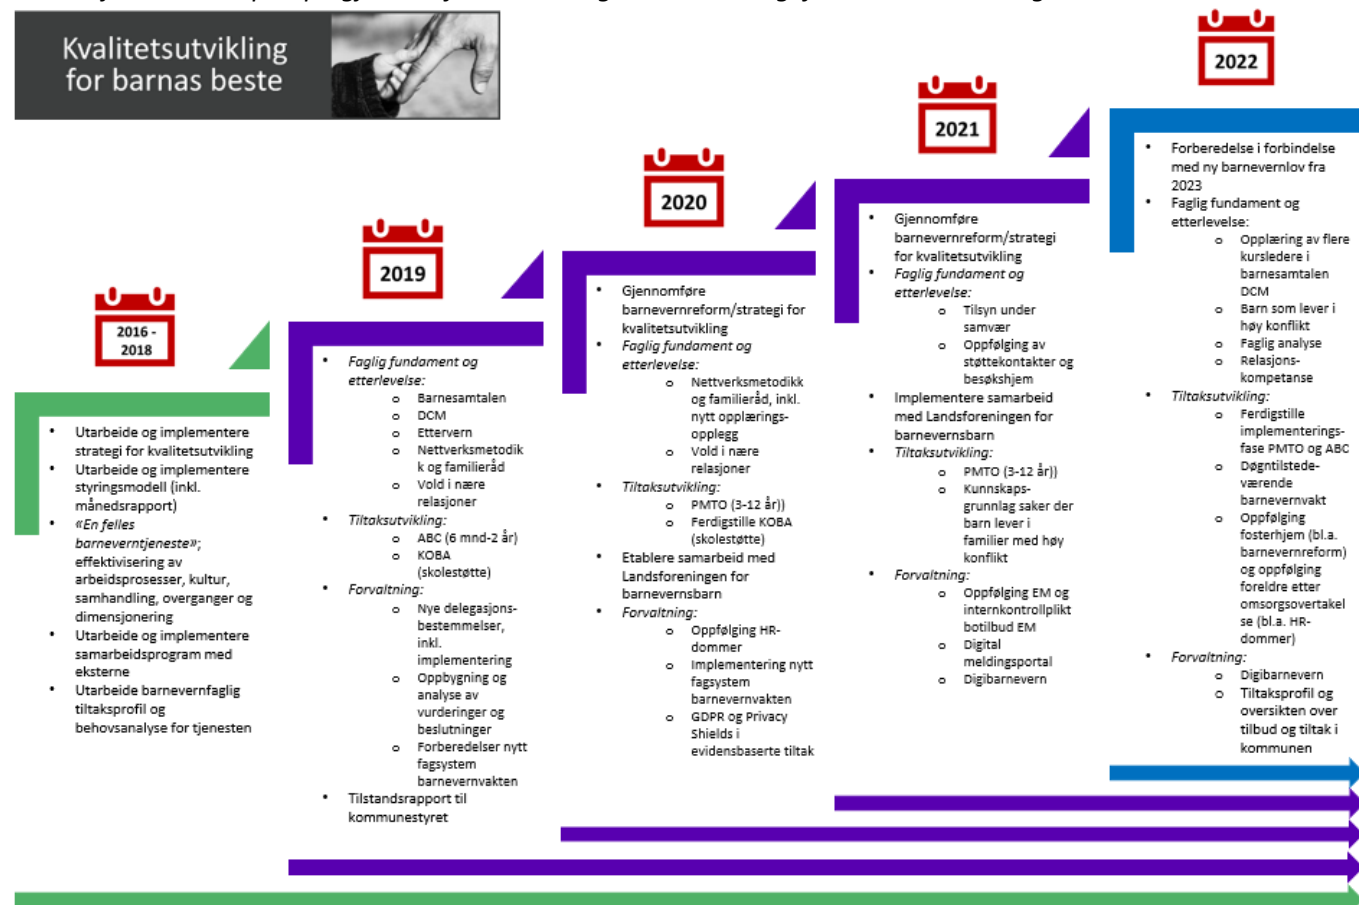 Kvalitetsutvikling
for barnas beste
2016 -
2018
• Utarbeide og implementere
strategi for kvalitetsutvikling
• Utarbeide og implementere
styringsmodell (inkl.
månedsrapport)
• «En felles
barneverntjeneste»;
effektivisering av
arbeidsprosesser, kultur,
samhandling, overganger og
dimensjonering
• Utarbeide og implementere
samarbeidsprogram med
eksterne
• Utarbeide barnevernfaglig
tiltaksprofil og
behovsanalyse for tjenesten
2019
• Faglig fundament og
etterlevelse:
o Barnesamtalen
o DCM
o Ettervern
o Nettverksmetodik
k og familieråd
o Vold i nære
relasjoner
• Tiltaksutvikling:
o ABC (6 mnd-2 år)
o KOBA
(skolestøtte)
• Forvaltning:
o Nye delegasjons-
bestemmelser,
inkl.
implementering
o Oppbygning og
analyse av
vurderinger og
beslutninger
o Forberedelser nytt
fagsystem
barnevernvakten
• Tilstandsrapport til
kommunestyret
2020
• Gjennomføre
barnevernreform/strategi for
kvalitetsutvikling
• Faglig fundament og
etterlevelse:
o Nettverksmetodikk
og familieråd, inkl.
nytt opplærings-
opplegg
o Vold i nære
relasjoner
• Tiltaksutvikling:
o PMTO (3-12 år))
o Ferdigstille KOBA
(skolestøtte)
• Etablere samarbeid med
Landsforeningen for
barnevernsbarn
• Forvaltning:
o Oppfølging HR-
dommer
o Implementering nytt
fagsystem
barnevernvakten
o GDPR og Privacy
Shields i
evidensbaserte tiltak
2021
• Gjennomføre
barnevernreform/strategi
for kvalitetsutvikling
• Faglig fundament og
etterlevelse:
o Tilsyn under
samvær
o Oppfølging av
støttekontakter og
besøkshjem
• Implementere samarbeid
med Landsforeningen for
barnevernsbarn
• Tiltaksutvikling:
o PMTO (3-12 år))
o Kunnskaps-
grunnlag saker der
barn lever i
familier med høy
konflikt
• Forvaltning:
o Oppfølging EM og
internkontrollplikt
botilbud EM
o Digital
meldingsportal
o Digibarnevern
2022
• Forberedelse i forbindelse
med ny barnevernlov fra
2023
• Faglig fundament og
etterlevelse:
o Opplæring av flere
kursledere i
barnesamtalen
DCM
o Barn som lever i
høy konflikt
o Faglig analyse
o Relasjons-
kompetanse
• Tiltaksutvikling:
o Ferdigstille
implementerings-
fase PMTO og ABC
o Døgntilstede-
værende
barnevernvakt
o Oppfølging
fosterhjem (bl.a.
barnevernreform)
og oppfølging
foreldre etter
omsorgsovertakel
se (bl.a. HR-
dommer)
• Forvaltning:
o Digibarnevern
o Tiltaksprofil og
oversikten over
tilbud og tiltak i
kommunen